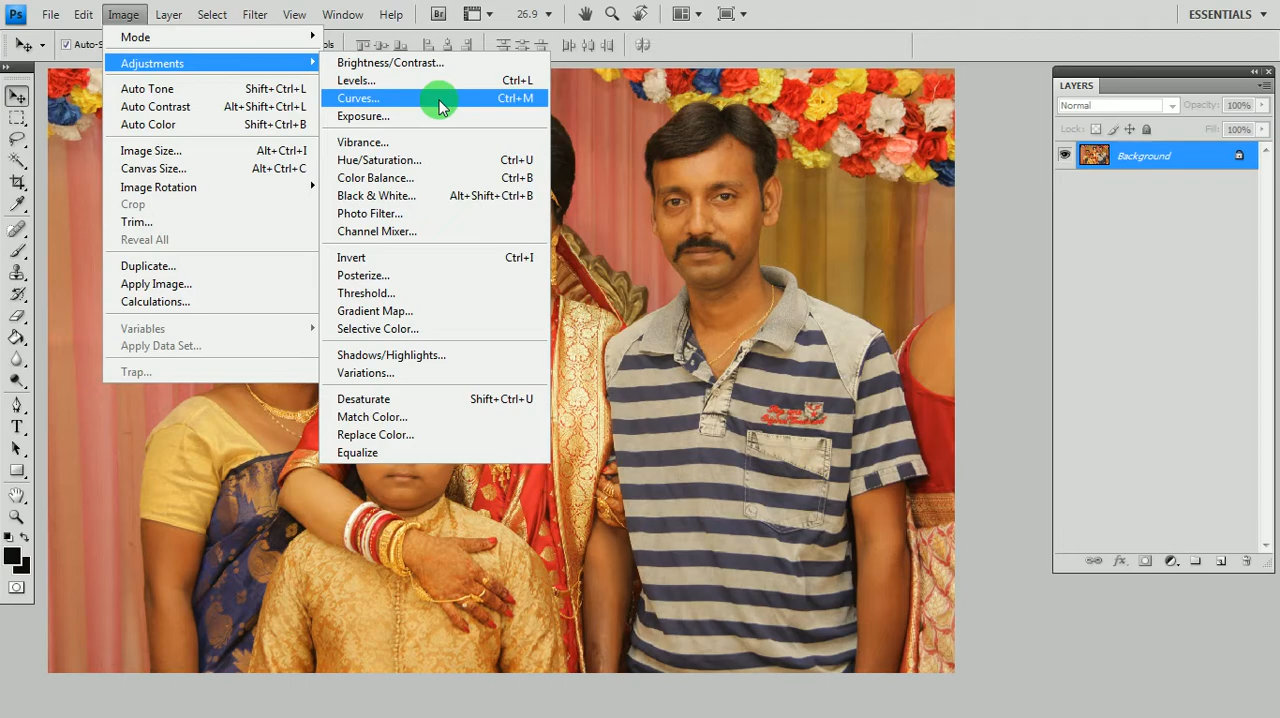 Ps File Edit Image Layer Select Filter View Window Help Br 26.9 ESSENTIALS
Auto-S
Mode
Adjustments
Auto Tone Shift+Ctrl+L
Auto Contrast Alt+Shift+Ctrl+L
Auto Color Shift+Ctrl+B
Image Size... Alt+Ctrl+I
Canvas Size... Alt+Ctrl+C
Image Rotation
Crop
Trim...
Reveal All
Duplicate...
Apply Image...
Calculations...
Variables
Apply Data Set...
Trap...
Brightness/Contrast...
Levels... Ctrl+L
Curves... Ctrl+M
Exposure...
Vibrance...
Hue/Saturation... Ctrl+U
Color Balance... Ctrl+B
Black & White... Alt+Shift+Ctrl+B
Photo Filter...
Channel Mixer...
Invert Ctrl+I
Posterize...
Threshold...
Gradient Map...
Selective Color...
Shadows/Highlights...
Variations...
Desaturate Shift+Ctrl+U
Match Color...
Replace Color...
Equalize
LAYERS
Normal Opacity: 100%
Lock: Fill: 100%
Background